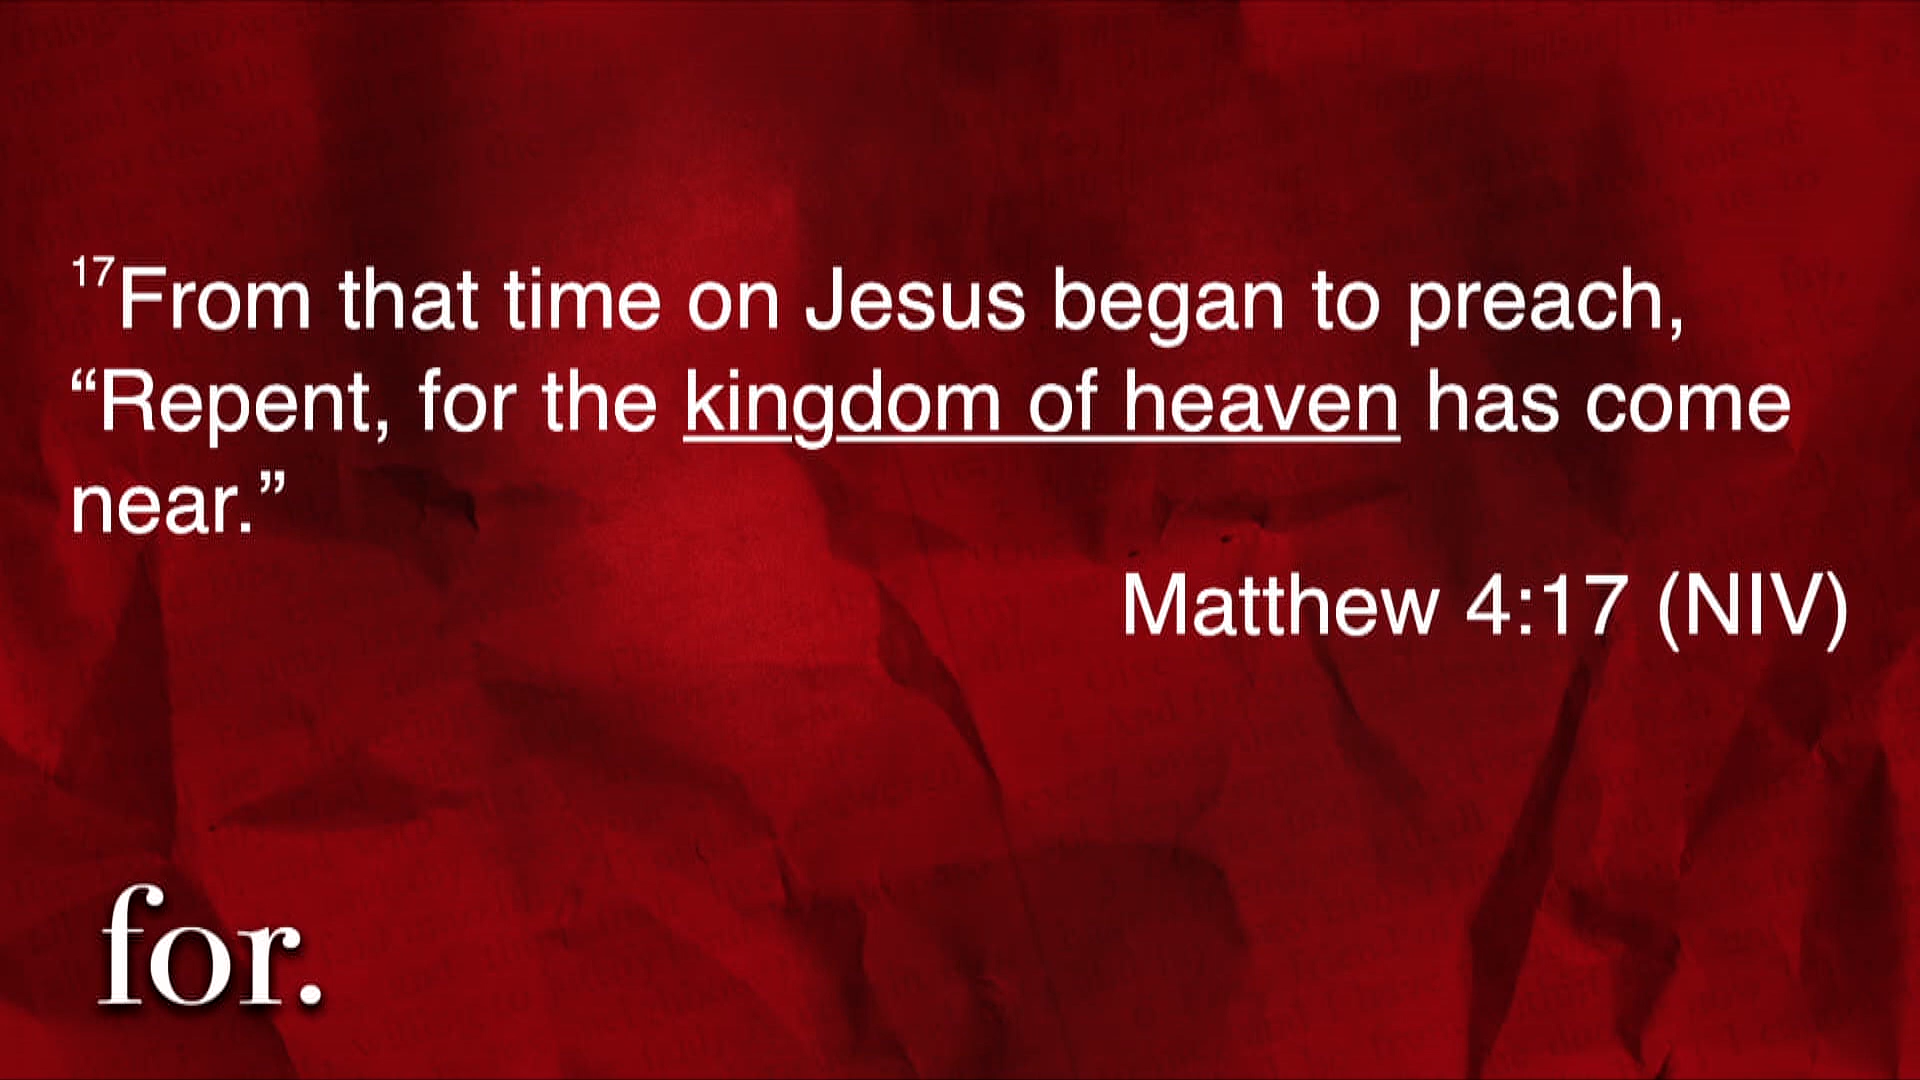 17From that time on Jesus began to preach,
“Repent, for the kingdom of heaven has come
near.”
Matthew 4:17 (NIV)
for.